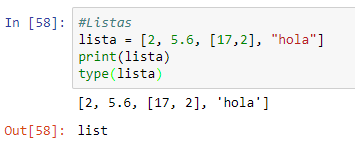 In [58]: #Listas
lista = [2, 5.6, [17,2], "hola"]
print(lista)
type(lista)
[2, 5.6, [17, 2], 'hola']
Out[58]: list